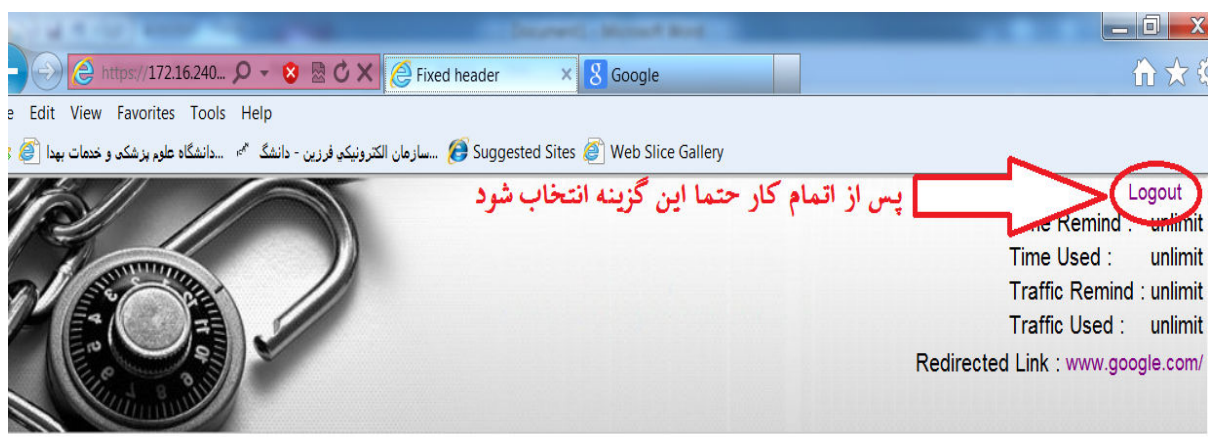 https://172.16.240...
Fixed header
Google
e Edit View Favorites Tools Help
دانشگاه علوم پزشکی و خدمات بهدا... سازمان الکترونیکي فرزین - دانشگ... Suggested Sites Web Slice Gallery
پس از اتمام کار حتما این گزینه انتخاب شود
Logout
Remind : unlimit
Time Used : unlimit
Traffic Remind : unlimit
Traffic Used : unlimit
Redirected Link : www.google.com/